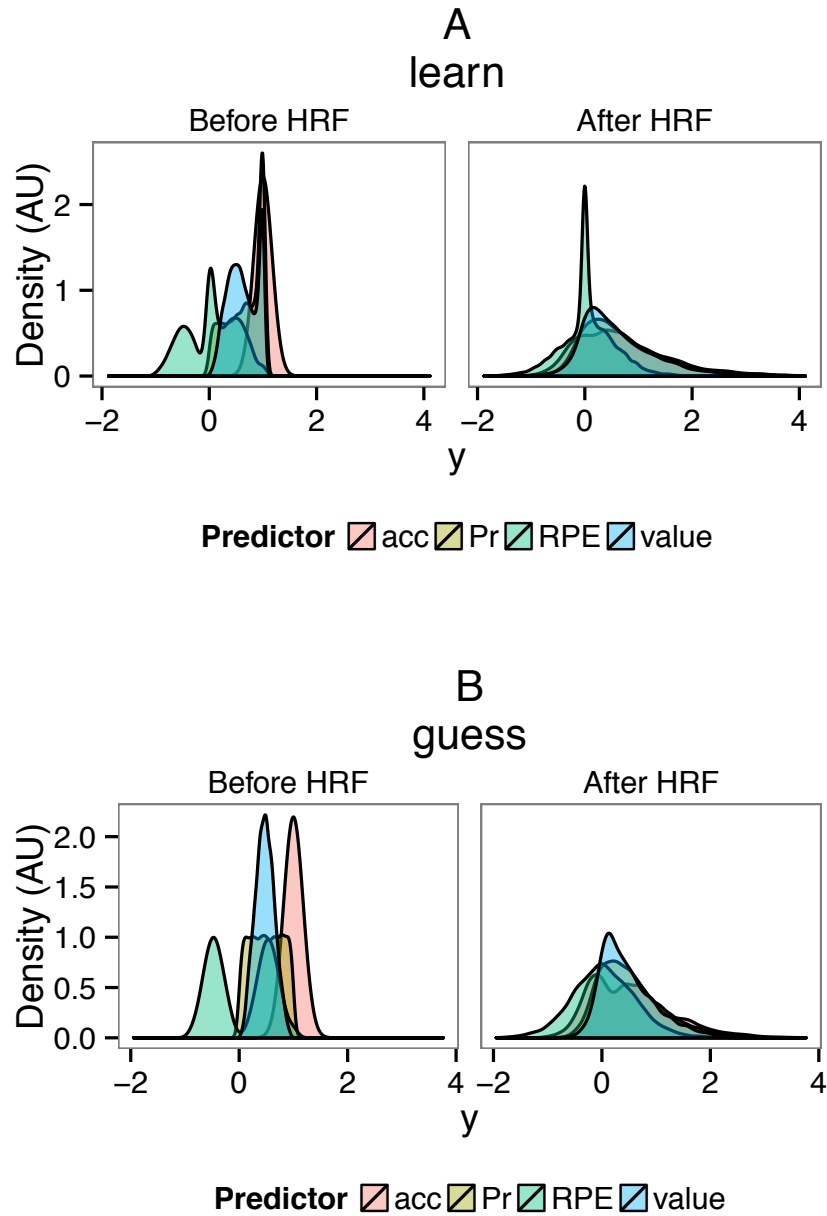 A
learn
Before HRF After HRF
Density (AU)
2
1
0
−2 0 2 4 −2 0 2 4
y
Predictor acc Pr RPE value
B
guess
Before HRF After HRF
Density (AU)
2.0
1.5
1.0
0.5
0.0
−2 0 2 4 −2 0 2 4
y
Predictor acc Pr RPE value